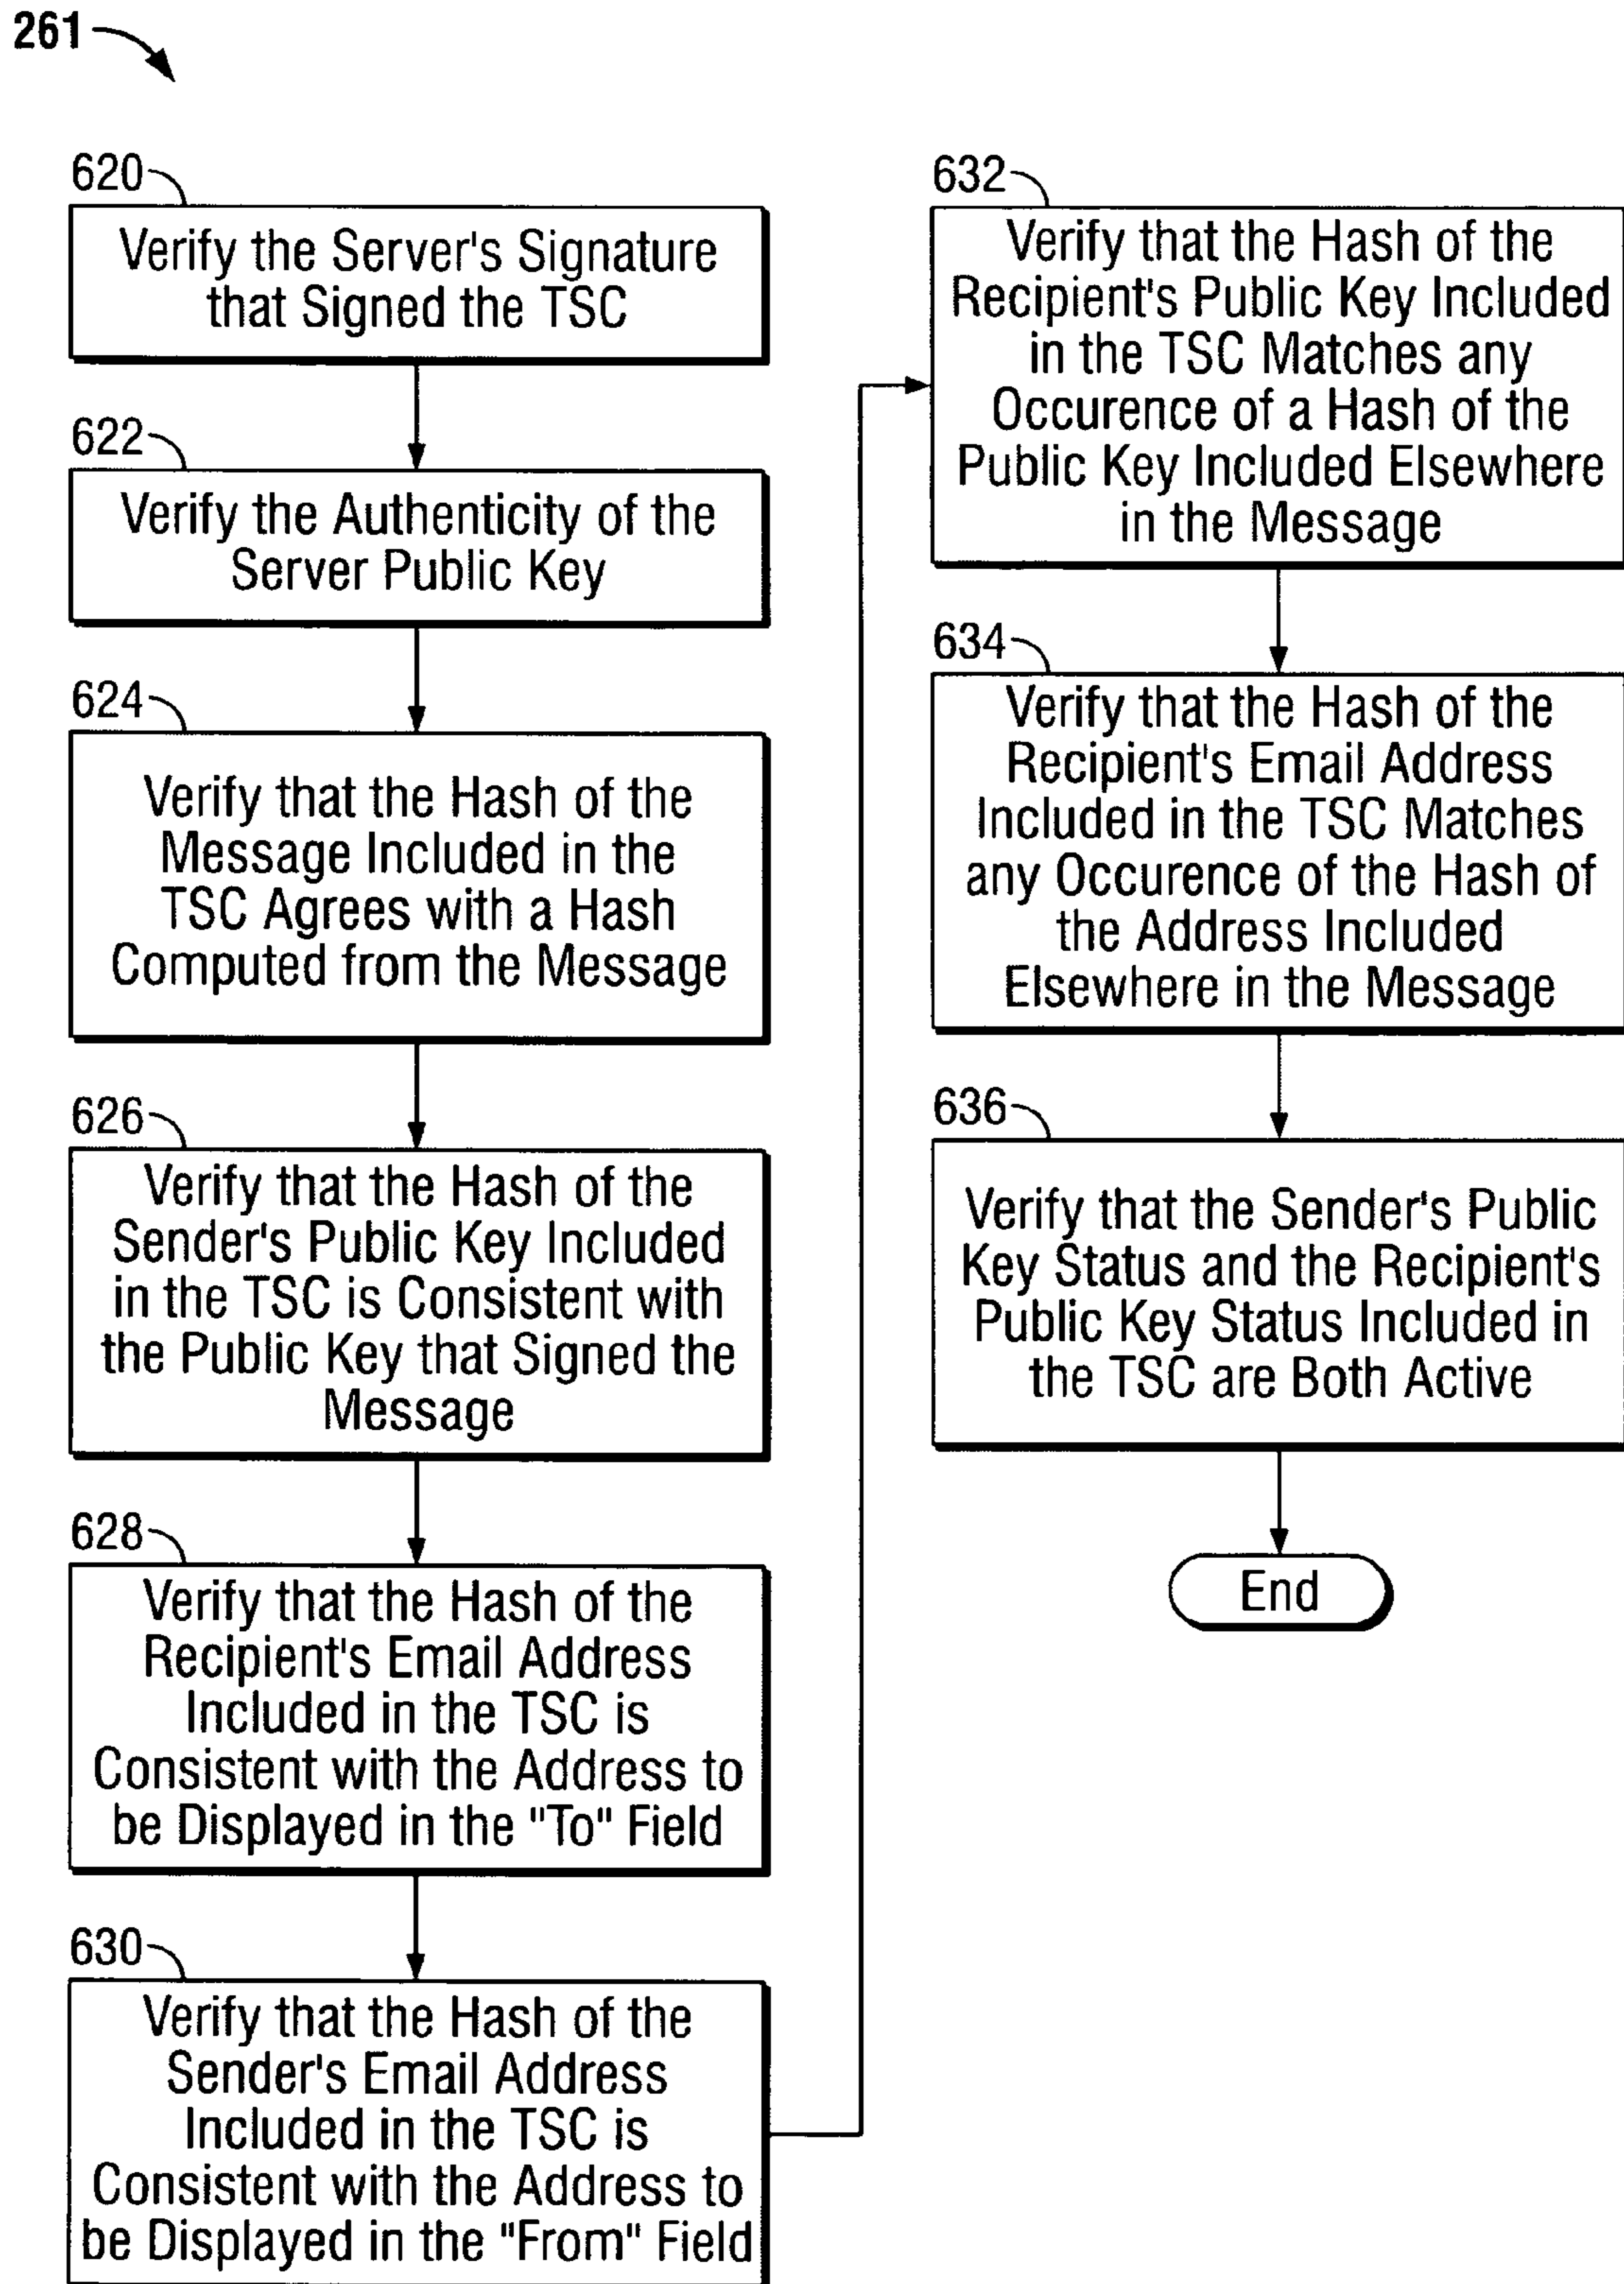 261
620
Verify the Server's Signature
that Signed the TSC
622
Verify the Authenticity of the
Server Public Key
624
Verify that the Hash of the
Message Included in the
TSC Agrees with a Hash
Computed from the Message
626
Verify that the Hash of the
Sender's Public Key Included
in the TSC is Consistent with
the Public Key that Signed the
Message
628
Verify that the Hash of the
Recipient's Email Address
Included in the TSC is
Consistent with the Address to
be Displayed in the "To" Field
630
Verify that the Hash of the
Sender's Email Address
Included in the TSC is
Consistent with the Address to
be Displayed in the "From" Field
632
Verify that the Hash of the
Recipient's Public Key Included
in the TSC Matches any
Occurence of a Hash of the
Public Key Included Elsewhere
in the Message
634
Verify that the Hash of the
Recipient's Email Address
Included in the TSC Matches
any Occurence of the Hash of
the Address Included
Elsewhere in the Message
636
Verify that the Sender's Public
Key Status and the Recipient's
Public Key Status Included in
the TSC are Both Active
End